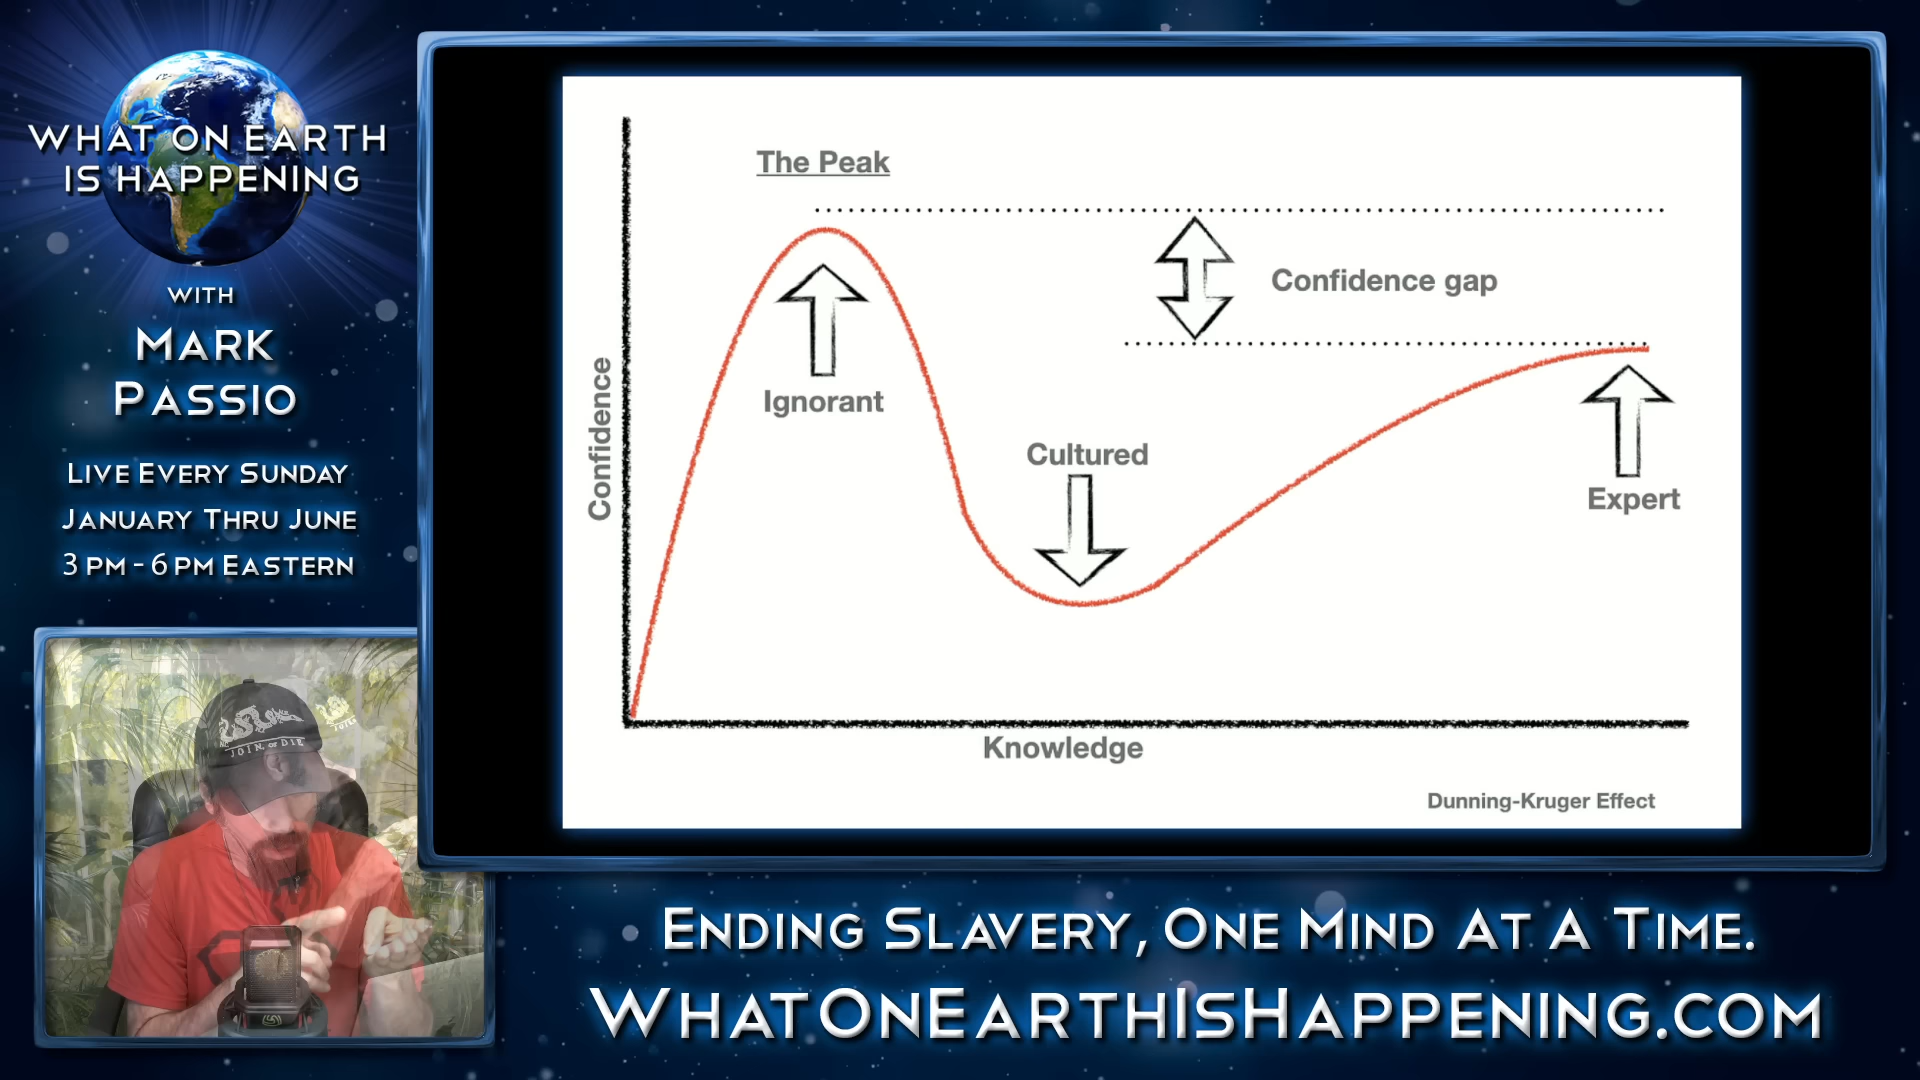 WHAT ON EARTH
IS HAPPENING
WITH
MARK
PASSIO
LIVE EVERY SUNDAY
JANUARY THRU JUNE
3 PM - 6 PM EASTERN
JOIN, or DIE
The Peak
Confidence gap
Ignorant
Cultured
Expert
Confidence
Knowledge
Dunning-Kruger Effect
ENDING SLAVERY, ONE MIND AT A TIME.
WHATONEARTHISHAPPENING.COM